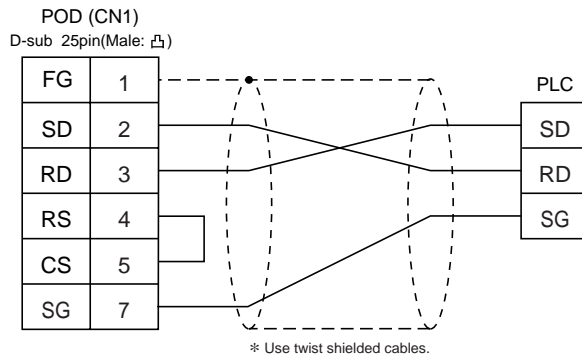 POD (CN1)
D-sub 25pin(Male: 凸)
FG 1
SD 2
RD 3
RS 4
CS 5
SG 7
PLC
SD
RD
SG
* Use twist shielded cables.